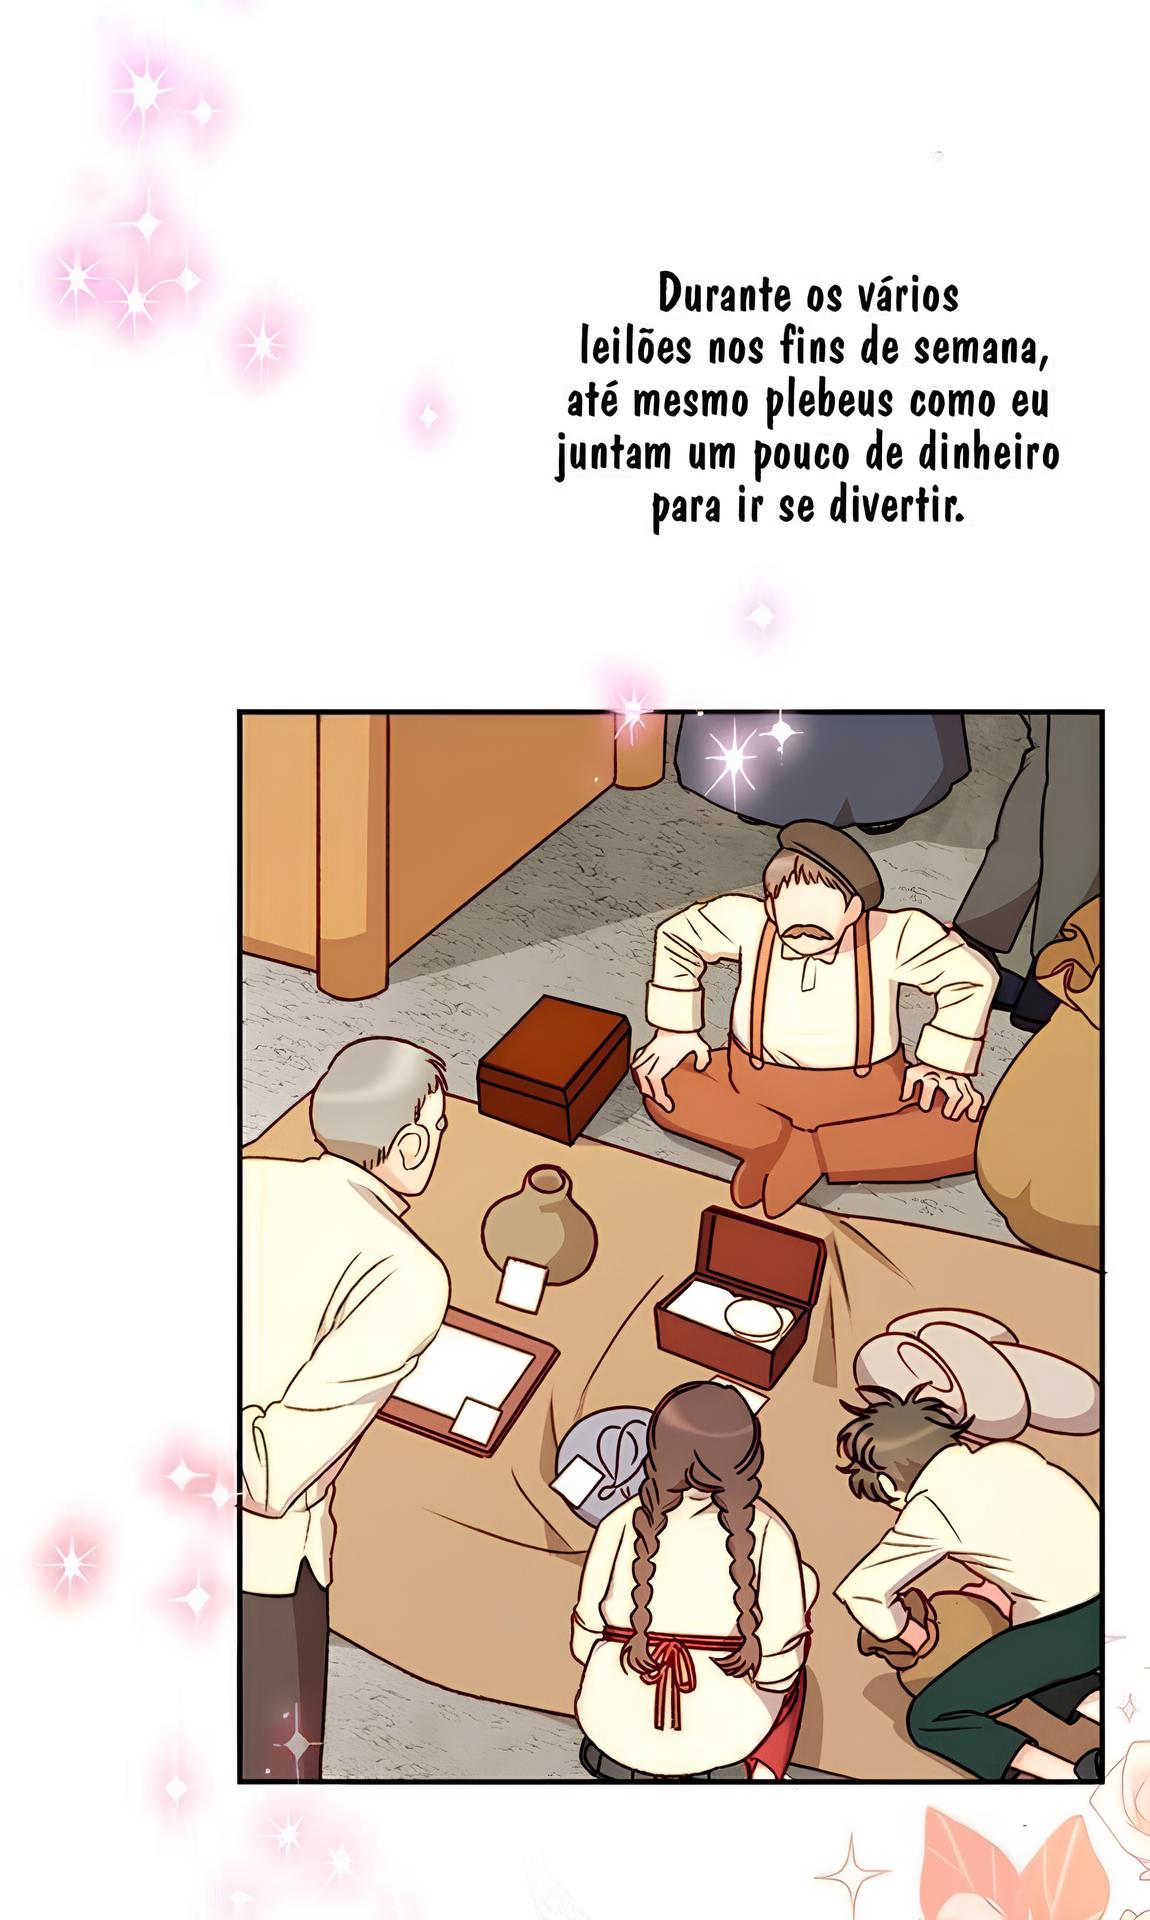 Durante os vários
leilões nos fins de semana,
até mesmo plebeus como eu
juntam um pouco de dinheiro
para ir se divertir.